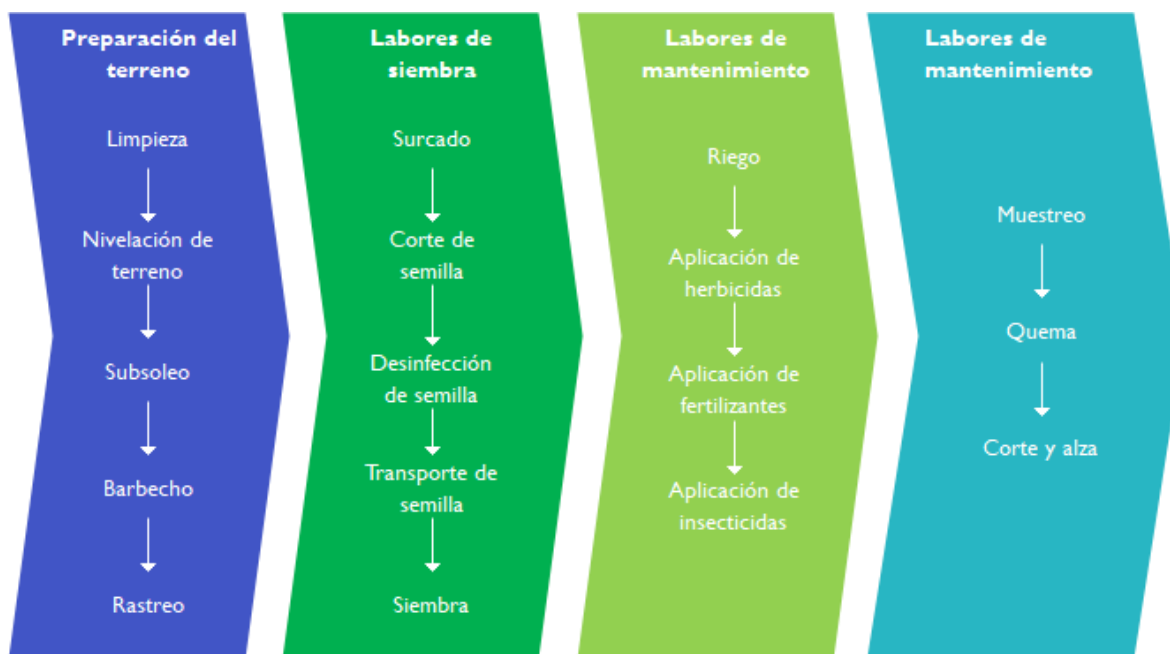 Preparación del
terreno
Limpieza
Nivelación de
terreno
Subsoleo
Barbecho
Rastreo
Labores de
siembra
Surcado
Corte de
semilla
Desinfección
de semilla
Transporte de
semilla
Siembra
Labores de
mantenimiento
Riego
Aplicación de
herbicidas
Aplicación de
fertilizantes
Aplicación de
insecticidas
Labores de
mantenimiento
Muestreo
Quema
Corte y alza